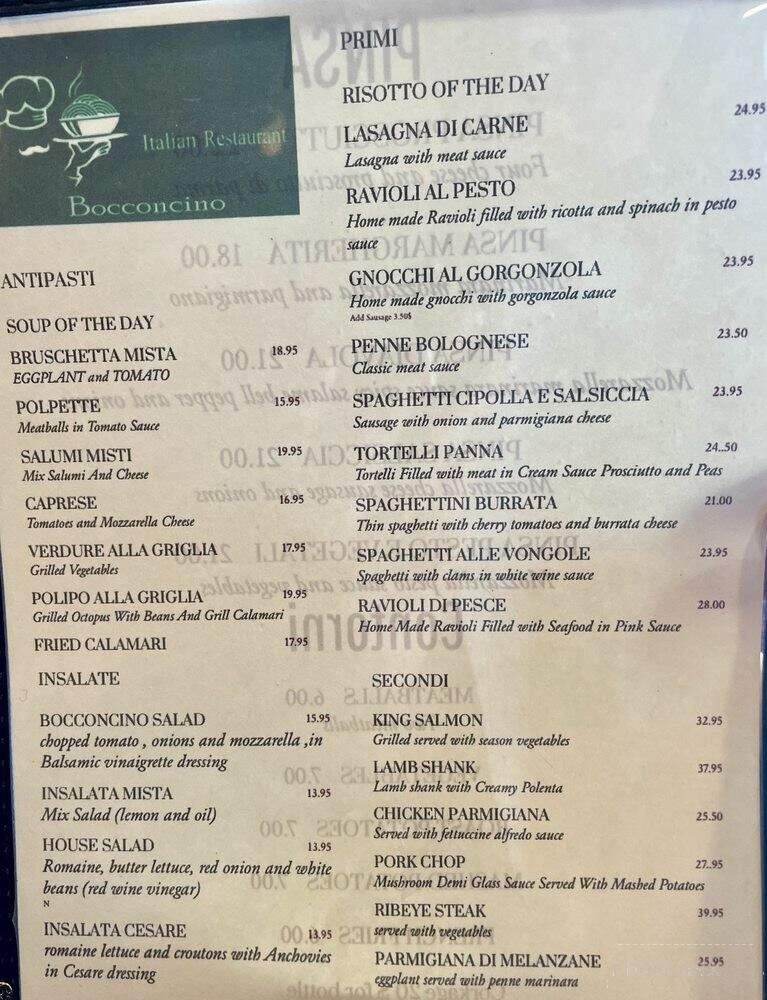 Italian Restaurant
Bocconcino
ANTIPASTI
SOUP OF THE DAY
BRUSCHETTA MISTA 18.95
EGGPLANT and TOMATO
POLPETTE 15.95
Meatballs in Tomato Sauce
SALUMI MISTI 19.95
Mix Salumi And Cheese
CAPRESE 16.95
Tomatoes and Mozzarella Cheese
VERDURE ALLA GRIGLIA 17.95
Grilled Vegetables
POLIPO ALLA GRIGLIA 19.95
Grilled Octopus With Beans And Grill Calamari
FRIED CALAMARI 17.95
INSALATE
BOCCONCINO SALAD 15.95
chopped tomato , onions and mozzarella ,in
Balsamic vinaigrette dressing
INSALATA MISTA 13.95
Mix Salad (lemon and oil)
HOUSE SALAD 13.95
Romaine, butter lettuce, red onion and white
beans (red wine vinegar)
N
INSALATA CESARE 13.95
romaine lettuce and croutons with Anchovies
in Cesare dressing
PRIMI
RISOTTO OF THE DAY
LASAGNA DI CARNE 24.95
Lasagna with meat sauce
RAVIOLI AL PESTO 23.95
Home made Ravioli filled with ricotta and spinach in pesto
sauce
GNOCCHI AL GORGONZOLA 23.95
Home made gnocchi with gorgonzola sauce
Add Sausage 3.50$
PENNE BOLOGNESE 23.50
Classic meat sauce
SPAGHETTI CIPOLLA E SALSICCIA 23.95
Sausage with onion and parmigiana cheese
TORTELLI PANNA 24..50
Tortelli Filled with meat in Cream Sauce Prosciutto and Peas
SPAGHETTINI BURRATA 21.00
Thin spaghetti with cherry tomatoes and burrata cheese
SPAGHETTI ALLE VONGOLE 23.95
Spaghetti with clams in white wine sauce
RAVIOLI DI PESCE 28.00
Home Made Ravioli Filled with Seafood in Pink Sauce
SECONDI
KING SALMON 32.95
Grilled served with season vegetables
LAMB SHANK 37.95
Lamb shank with Creamy Polenta
CHICKEN PARMIGIANA 25.50
Served with fettuccine alfredo sauce
PORK CHOP 27..95
Mushroom Demi Glass Sauce Served With Mashed Potatoes
RIBEYE STEAK 39.95
served with vegetables
PARMIGIANA DI MELANZANE 25.95
eggplant served with penne marinara